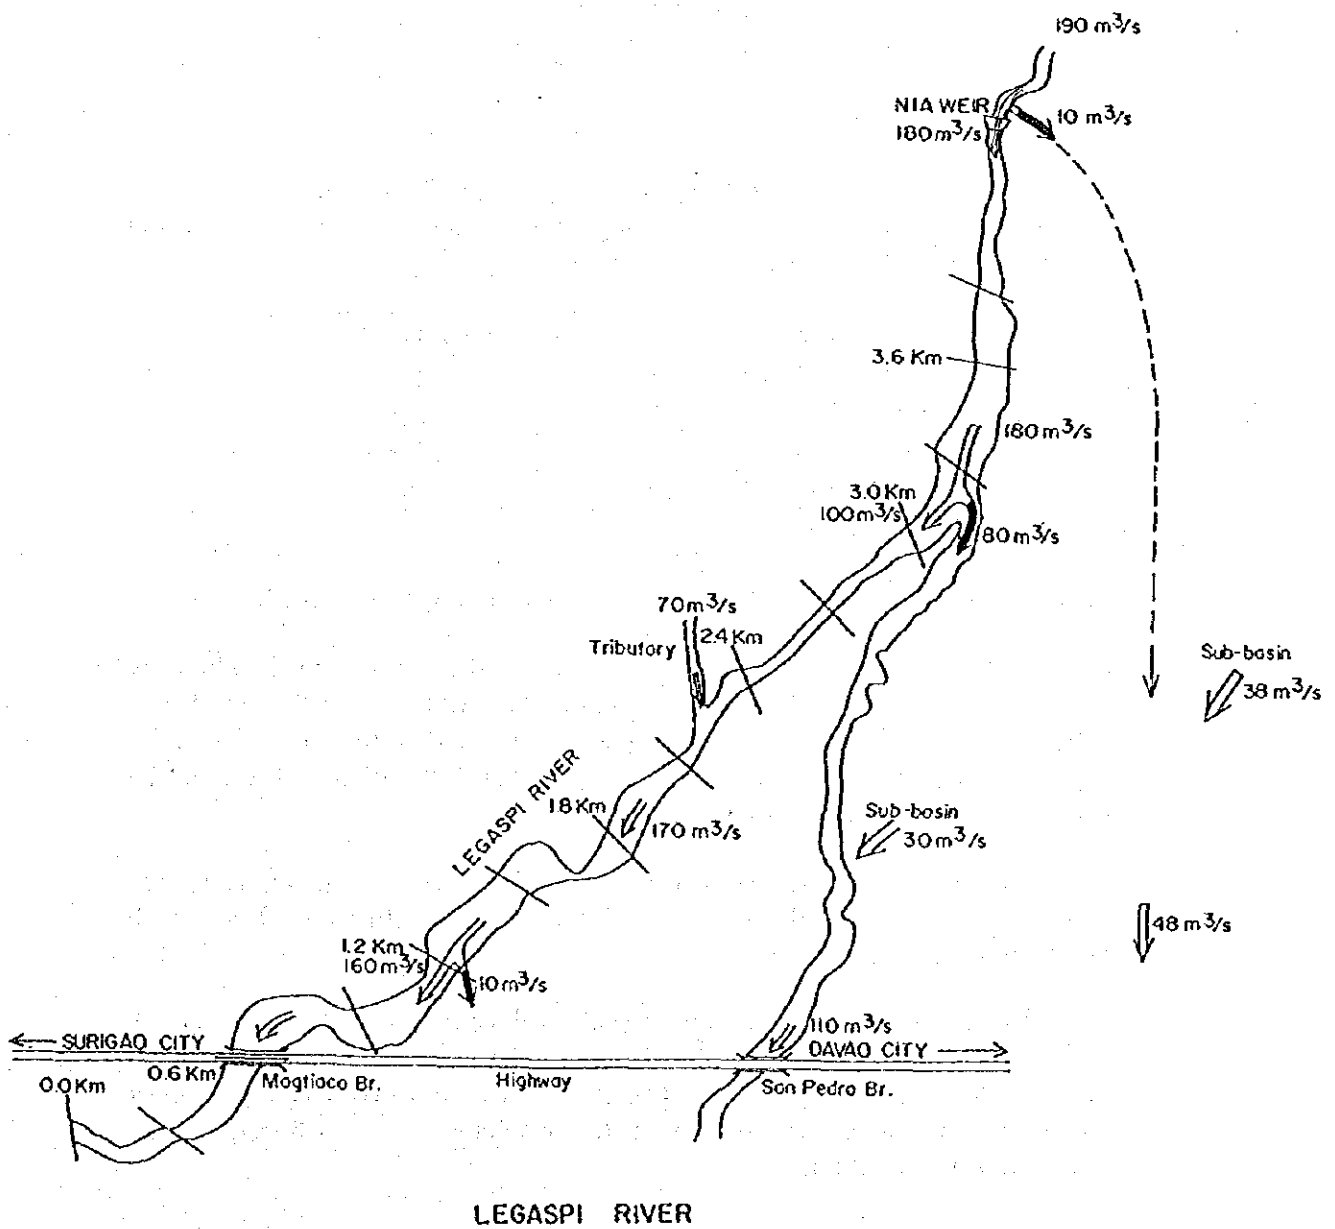 190 m³/s
NIA WEIR
180 m³/s
10 m³/s
3.6 Km
180 m³/s
3.0 Km
100 m³/s
80 m³/s
70 m³/s
2.4 Km
Tributory
Sub-basin
38 m³/s
LEGASPI RIVER
1.8 Km
170 m³/s
Sub-basin
30 m³/s
48 m³/s
1.2 Km
160 m³/s
10 m³/s
110 m³/s
SURIGAO CITY
DAVAO CITY
0.0 Km
0.6 Km
Magtiaco Br.
Highway
San Pedro Br.
LEGASPI RIVER